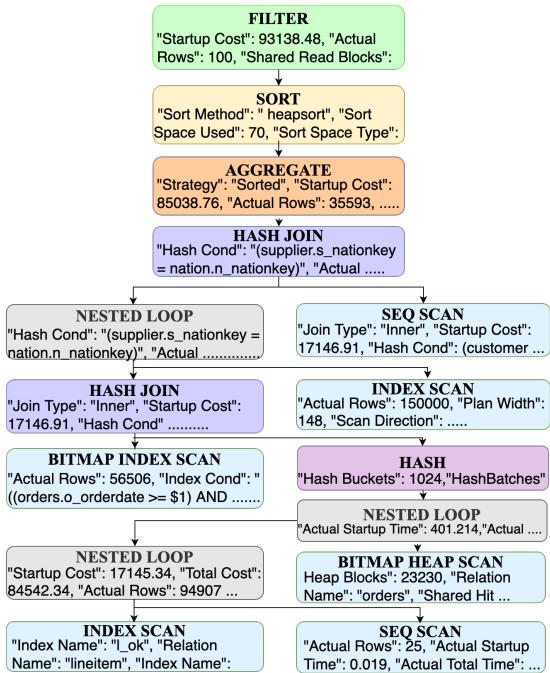 FILTER
"Startup Cost": 93138.48, "Actual
Rows": 100, "Shared Read Blocks":
SORT
"Sort Method": " heapsort", "Sort
Space Used": 70, "Sort Space Type":
AGGREGATE
"Strategy": "Sorted", "Startup Cost":
85038.76, "Actual Rows": 35593, .....
HASH JOIN
"Hash Cond": "(supplier.s_nationkey
= nation.n_nationkey)", "Actual .....
NESTED LOOP
"Hash Cond": "(supplier.s_nationkey =
nation.n_nationkey)", "Actual ..............
SEQ SCAN
"Join Type": "Inner", "Startup Cost":
17146.91, "Hash Cond": (customer ...
HASH JOIN
"Join Type": "Inner", "Startup Cost":
17146.91, "Hash Cond" ..........
INDEX SCAN
"Actual Rows": 150000, "Plan Width":
148, "Scan Direction": .....
BITMAP INDEX SCAN
"Actual Rows": 56506, "Index Cond": "
((orders.o_orderdate >= $1) AND .......
HASH
"Hash Buckets": 1024,"HashBatches"
NESTED LOOP
"Actual Startup Time": 401.214,"Actual ....
NESTED LOOP
"Startup Cost": 17145.34, "Total Cost":
84542.34, "Actual Rows": 94907 ...
BITMAP HEAP SCAN
Heap Blocks": 23230, "Relation
Name": "orders", "Shared Hit ...
INDEX SCAN
"Index Name": "l_ok", "Relation
Name": "lineitem", "Index Name":
SEQ SCAN
"Actual Rows": 25, "Actual Startup
Time": 0.019, "Actual Total Time": ...